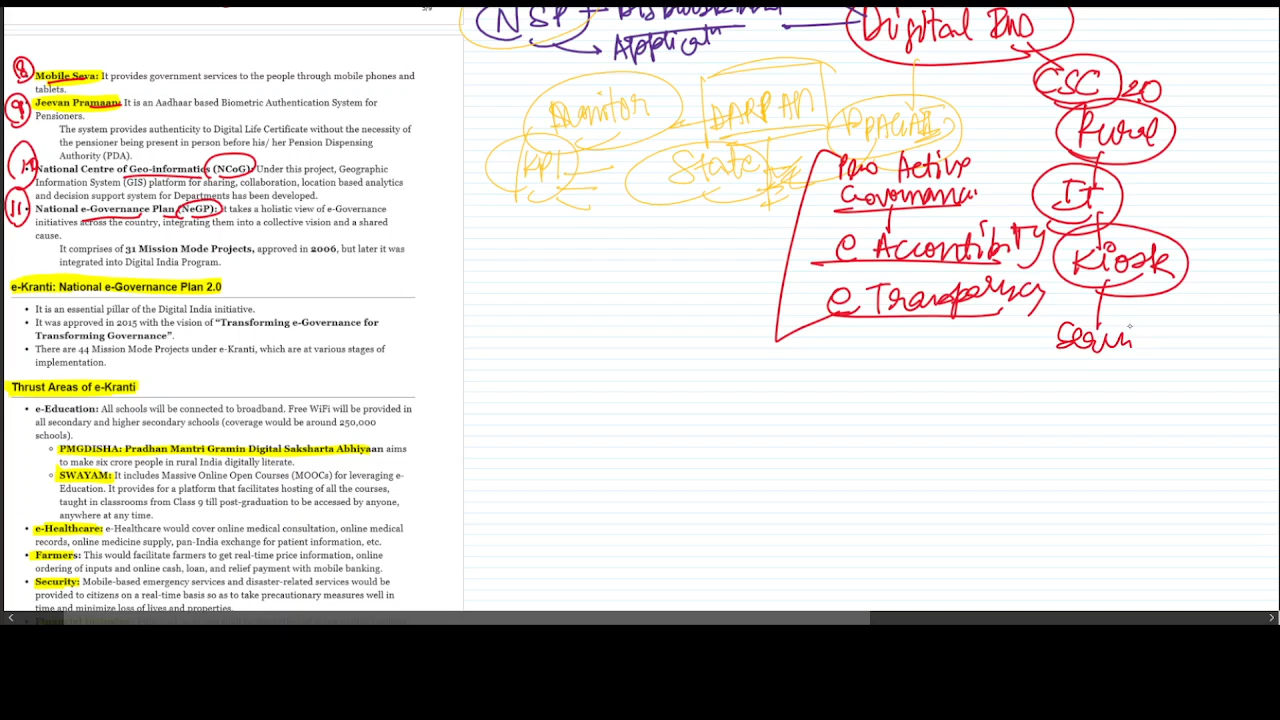 5/9
Mobile Seva: It provides government services to the people through mobile phones and
tablets.
Jeevan Pramaan: It is an Aadhaar based Biometric Authentication System for
Pensioners.
The system provides authenticity to Digital Life Certificate without the necessity of
the pensioner being present in person before his/ her Pension Dispensing
Authority (PDA).
National Centre of Geo-informatics (NCoG): Under this project, Geographic
Information System (GIS) platform for sharing, collaboration, location based analytics
and decision support system for Departments has been developed.
National e-Governance Plan (NeGP): It takes a holistic view of e-Governance
initiatives across the country, integrating them into a collective vision and a shared
cause.
It comprises of 31 Mission Mode Projects, approved in 2006, but later it was
integrated into Digital India Program.
e-Kranti: National e-Governance Plan 2.0
• It is an essential pillar of the Digital India initiative.
• It was approved in 2015 with the vision of “Transforming e-Governance for
Transforming Governance”.
• There are 44 Mission Mode Projects under e-Kranti, which are at various stages of
implementation.
Thrust Areas of e-Kranti
• e-Education: All schools will be connected to broadband. Free WiFi will be provided in
all secondary and higher secondary schools (coverage would be around 250,000
schools).
PMGDISHA: Pradhan Mantri Gramin Digital Saksharta Abhiyaan aims
to make six crore people in rural India digitally literate.
SWAYAM: It includes Massive Online Open Courses (MOOCs) for leveraging e-
Education. It provides for a platform that facilitates hosting of all the courses,
taught in classrooms from Class 9 till post-graduation to be accessed by anyone,
anywhere at any time.
• e-Healthcare: e-Healthcare would cover online medical consultation, online medical
records, online medicine supply, pan-India exchange for patient information, etc.
• Farmers: This would facilitate farmers to get real-time price information, online
ordering of inputs and online cash, loan, and relief payment with mobile banking.
• Security: Mobile-based emergency services and disaster-related services would be
provided to citizens on a real-time basis so as to take precautionary measures well in
time and minimize loss of lives and properties.
8
9
11
NSP
Digital
CSC 2.0
Monitor
DARPAN
Rural
KPI
State
Pro Active
Governance
IT
e Accontibity
Kiosk
e Transparency